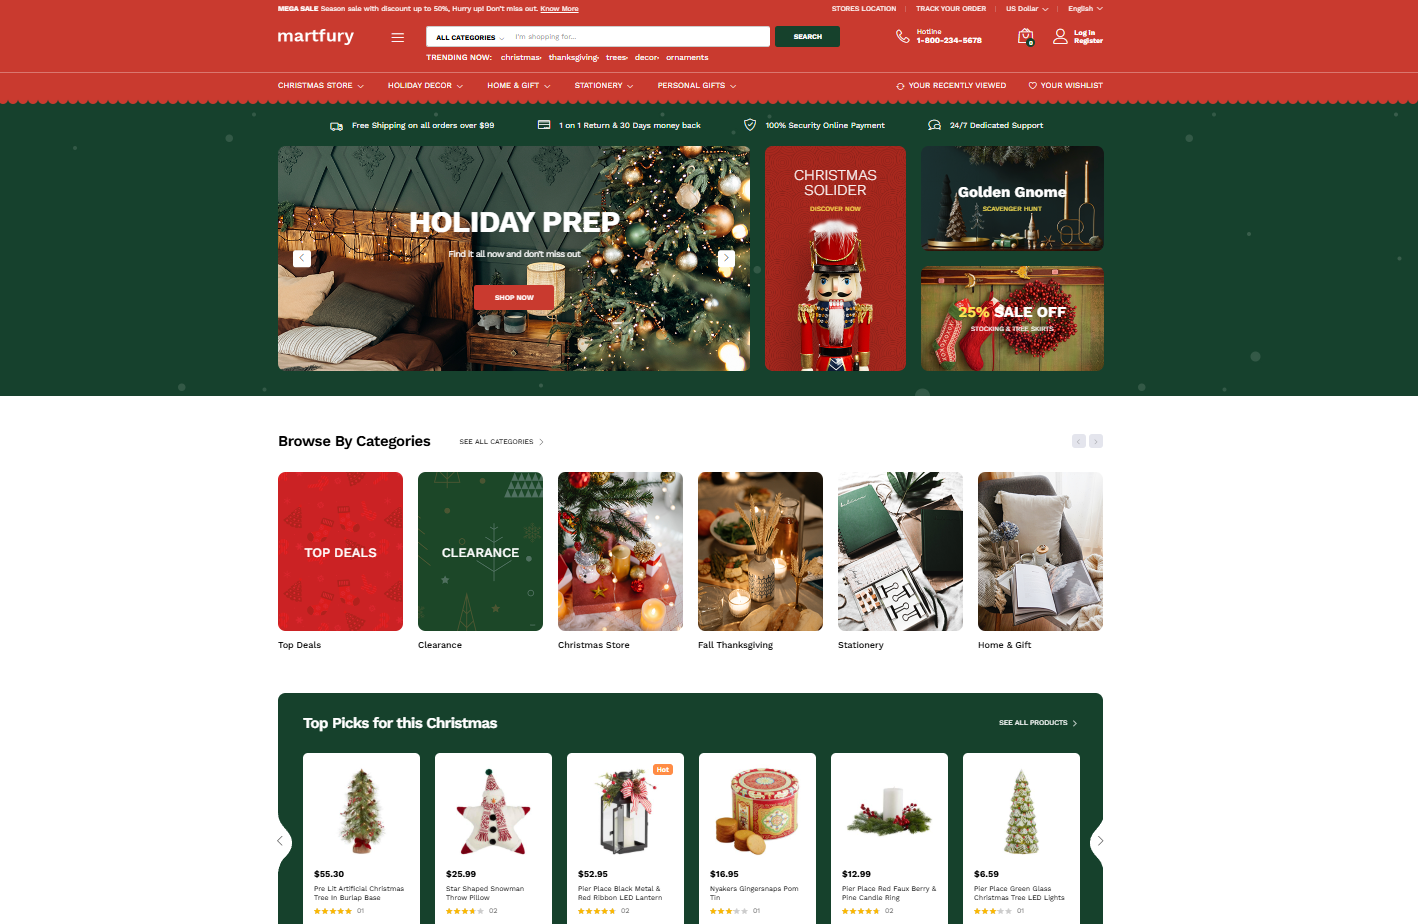 MEGA SALE Season sale with discount up to 50%, Hurry up! Don't miss out. Know More
STORES LOCATION
TRACK YOUR ORDER
US Dollar
English
martfury
ALL CATEGORIES
I'm shopping for...
SEARCH
Hotline
1-800-234-5678
0
Log in
Register
TRENDING NOW: christmas thanksgiving trees decor ornaments
CHRISTMAS STORE
HOLIDAY DECOR
HOME & GIFT
STATIONERY
PERSONAL GIFTS
YOUR RECENTLY VIEWED
YOUR WISHLIST
Free Shipping on all orders over $99
1 on 1 Return & 30 Days money back
100% Security Online Payment
24/7 Dedicated Support
HOLIDAY PREP
Find it all now and don't miss out
SHOP NOW
CHRISTMAS
SOLIDER
DISCOVER NOW
Golden Gnome
SCAVENGER HUNT
25% SALE OFF
STOCKING & TREE SKIRTS
Browse By Categories
SEE ALL CATEGORIES
TOP DEALS
CLEARANCE
Top Deals
Clearance
Christmas Store
Fall Thanksgiving
Stationery
Home & Gift
Top Picks for this Christmas
SEE ALL PRODUCTS
Hot
$55.30
Pre Lit Artificial Christmas
Tree In Burlap Base
01
$25.99
Star Shaped Snowman
Throw Pillow
02
$52.95
Pier Place Black Metal &
Red Ribbon LED Lantern
02
$16.95
Nyakers Gingersnaps Pom
Tin
01
$12.99
Pier Place Red Faux Berry &
Pine Candle Ring
02
$6.59
Pier Place Green Glass
Christmas Tree LED Lights
01